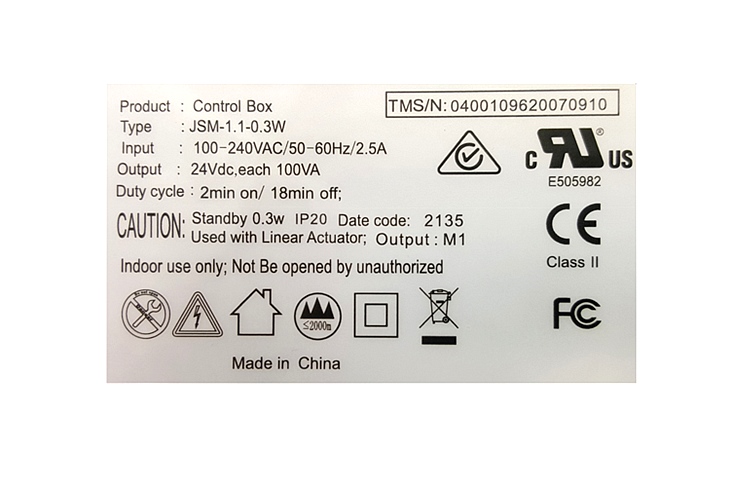 Product : Control Box
TMS/N: 0400109620070910
Type : JSM-1.1-0.3W
Input : 100-240VAC/50-60Hz/2.5A
Output : 24Vdc,each 100VA
Duty cycle : 2min on/ 18min off;
CAUTION: Standby 0.3w IP20 Date code: 2135
Used with Linear Actuator; Output : M1
Indoor use only; Not Be opened by unauthorized
c RU US
®
E505982
CE
Class II
FC
≤2000m
Made in China